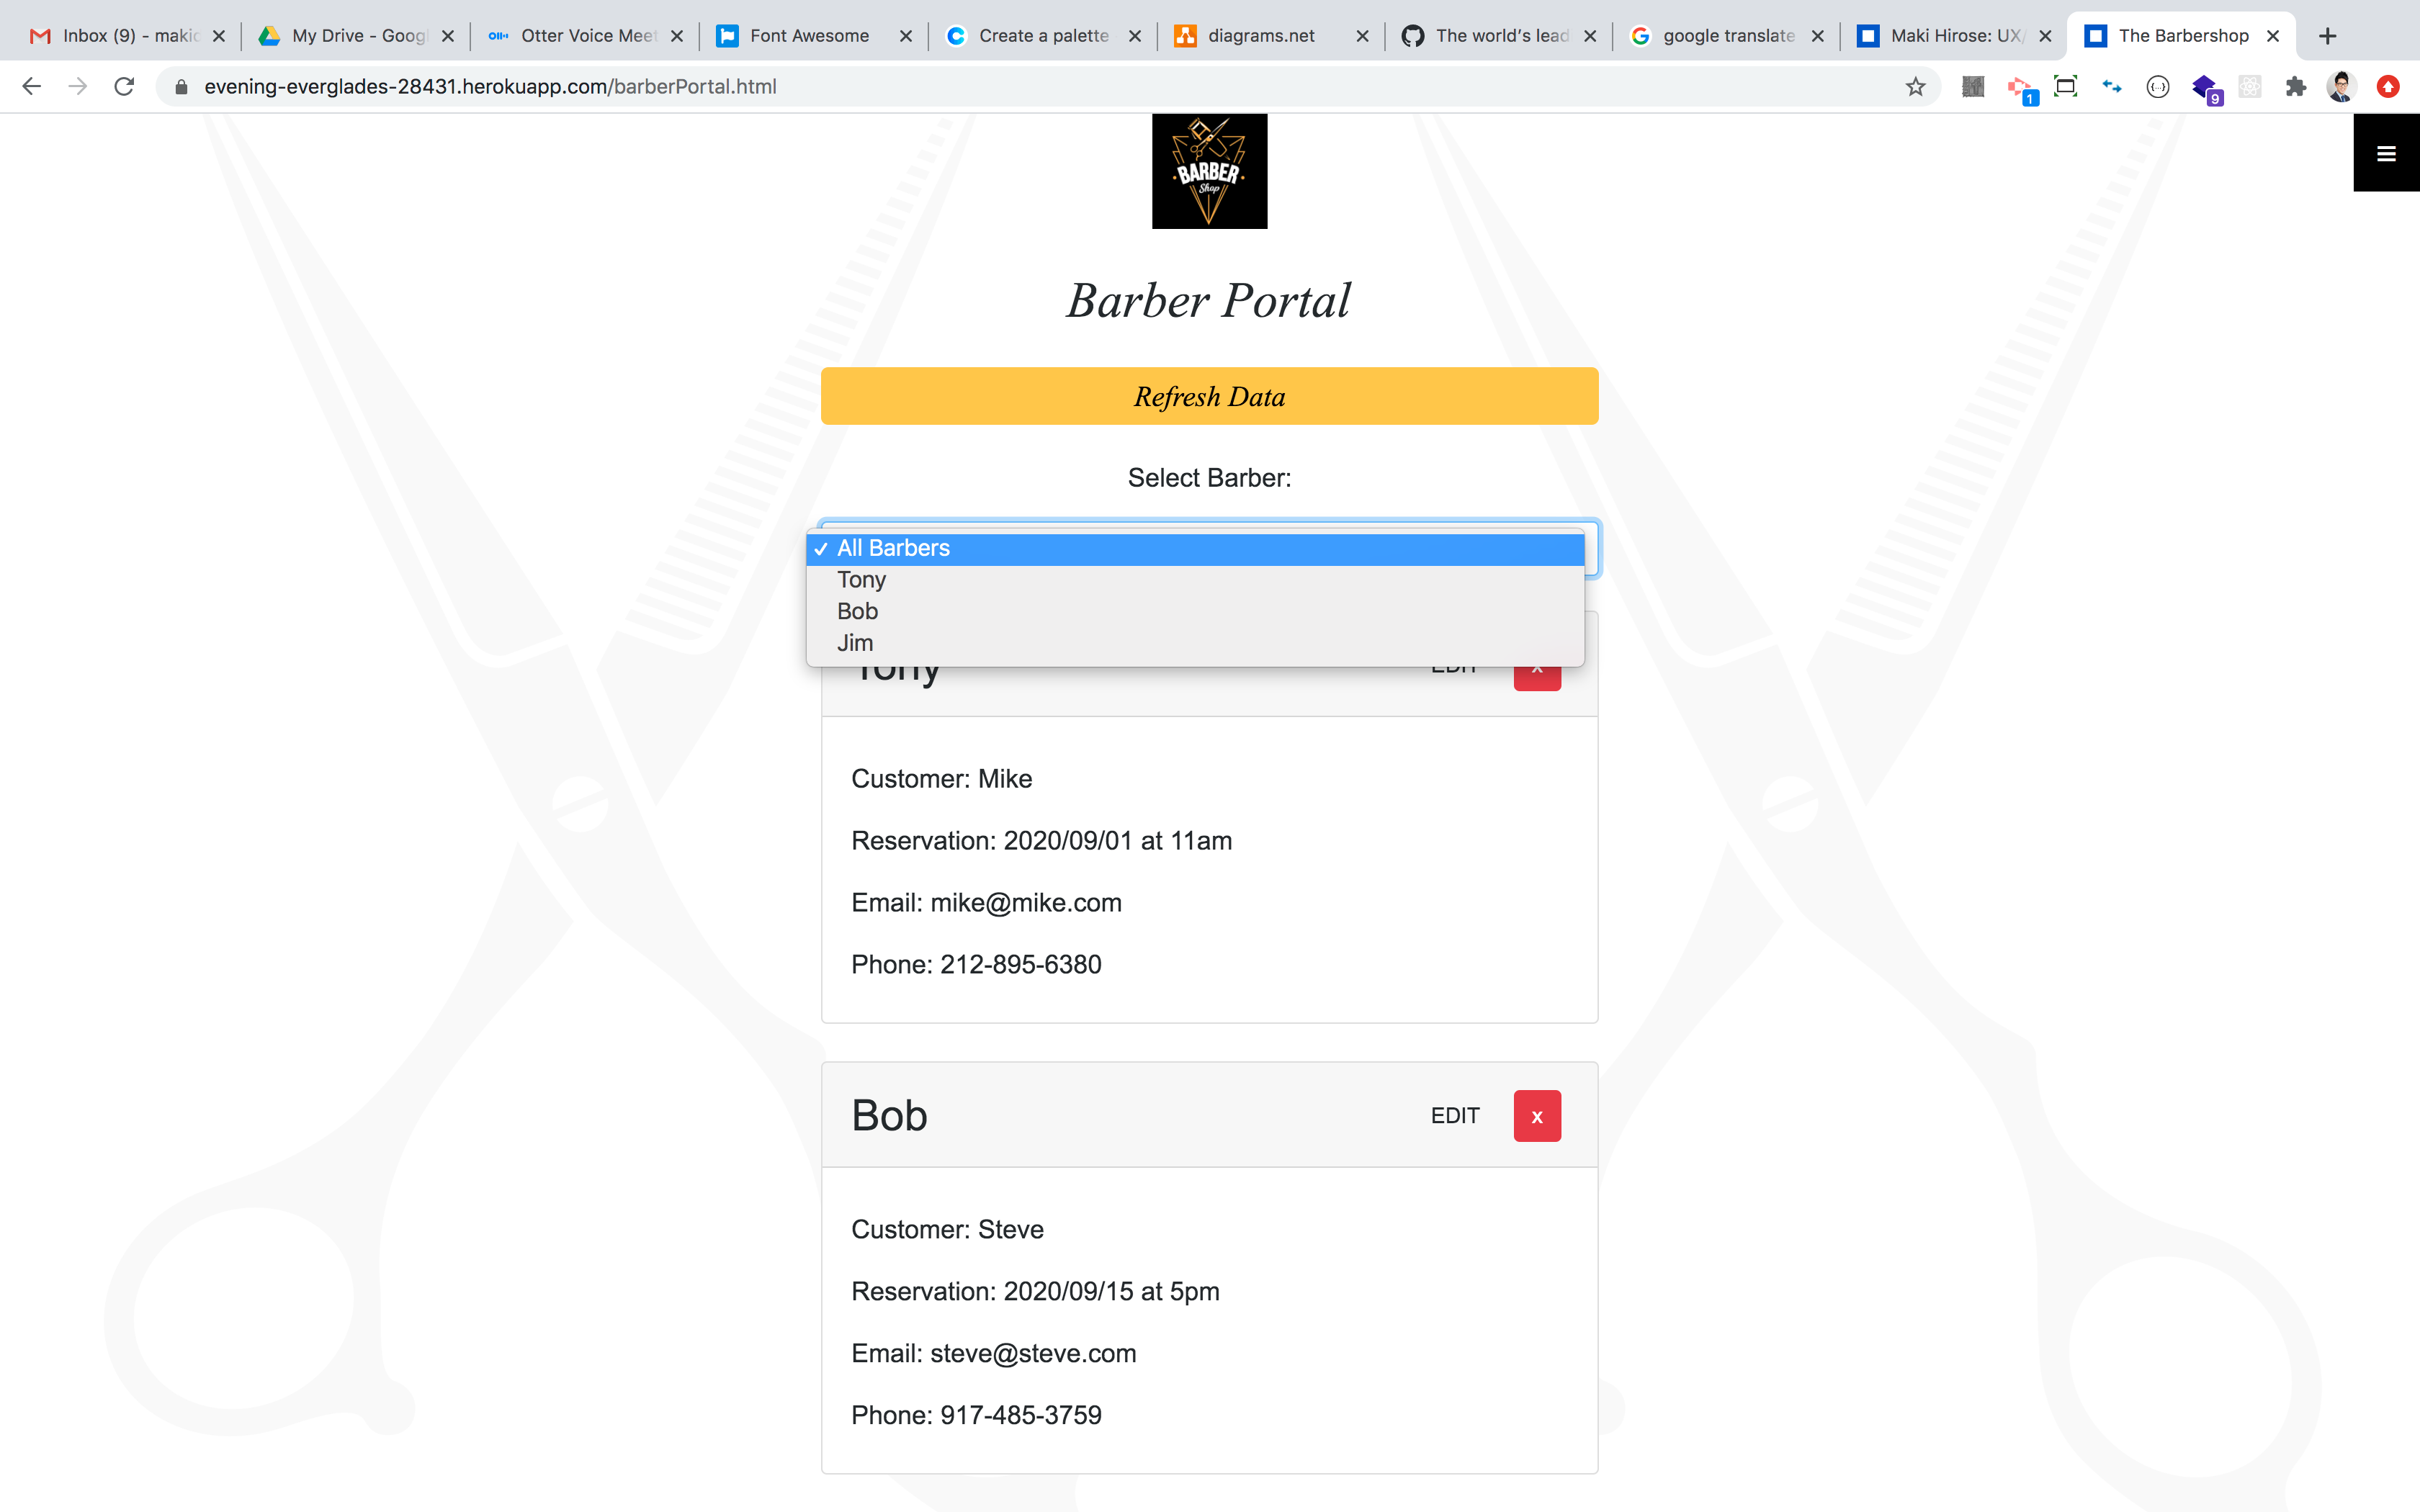 Inbox (9) - maki
My Drive - Goog
Otter Voice Meet
Font Awesome
Create a palette
diagrams.net
The world's lead
google translate
Maki Hirose: UX/
The Barbershop
evening-everglades-28431.herokuapp.com/barberPortal.html
1
9
BARBER
Shop
Barber Portal
Refresh Data
Select Barber:
✓ All Barbers
Tony
Bob
Jim
Tony EDIT x
Customer: Mike
Reservation: 2020/09/01 at 11am
Email: mike@mike.com
Phone: 212-895-6380
Bob EDIT x
Customer: Steve
Reservation: 2020/09/15 at 5pm
Email: steve@steve.com
Phone: 917-485-3759